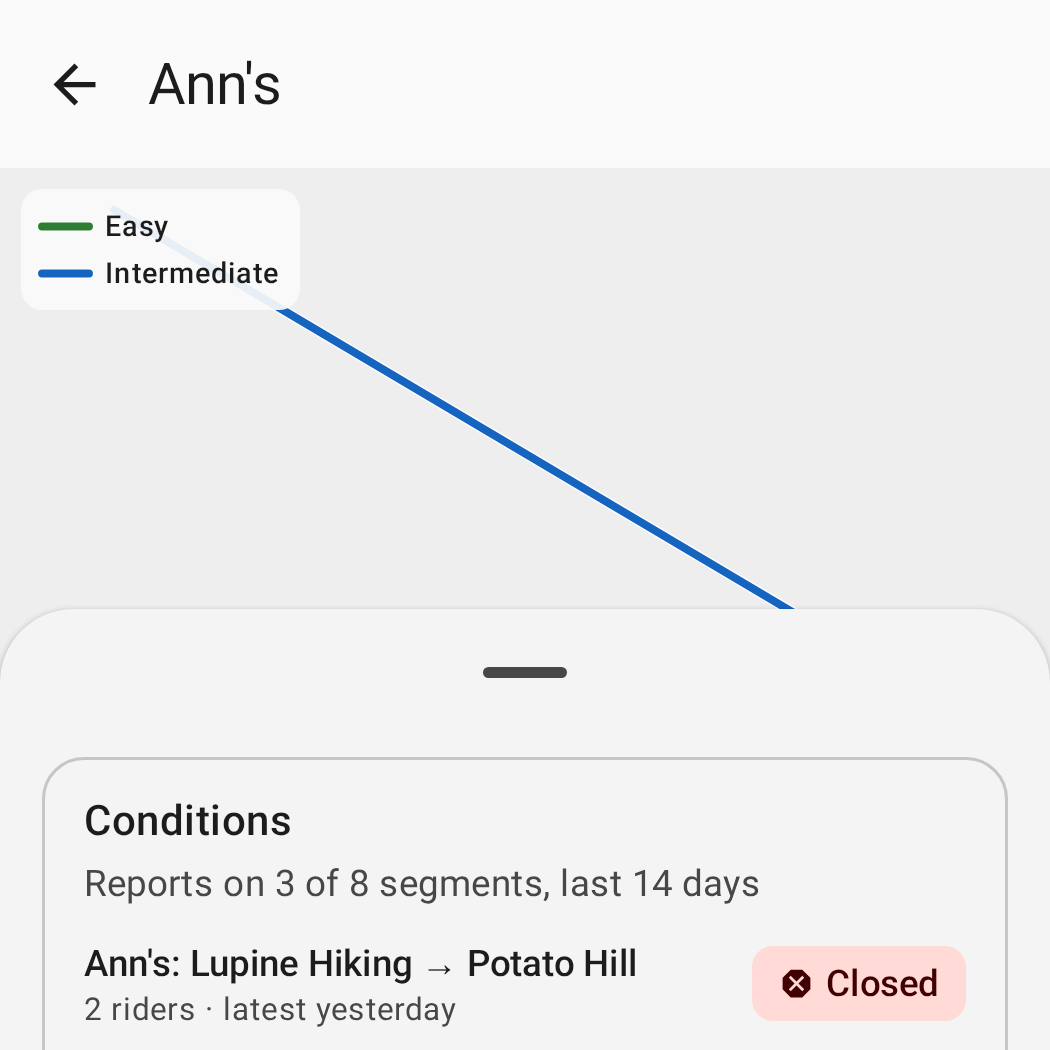 Ann's
Easy
Intermediate
Conditions
Reports on 3 of 8 segments, last 14 days
Ann's: Lupine Hiking → Potato Hill
2 riders · latest yesterday
Closed